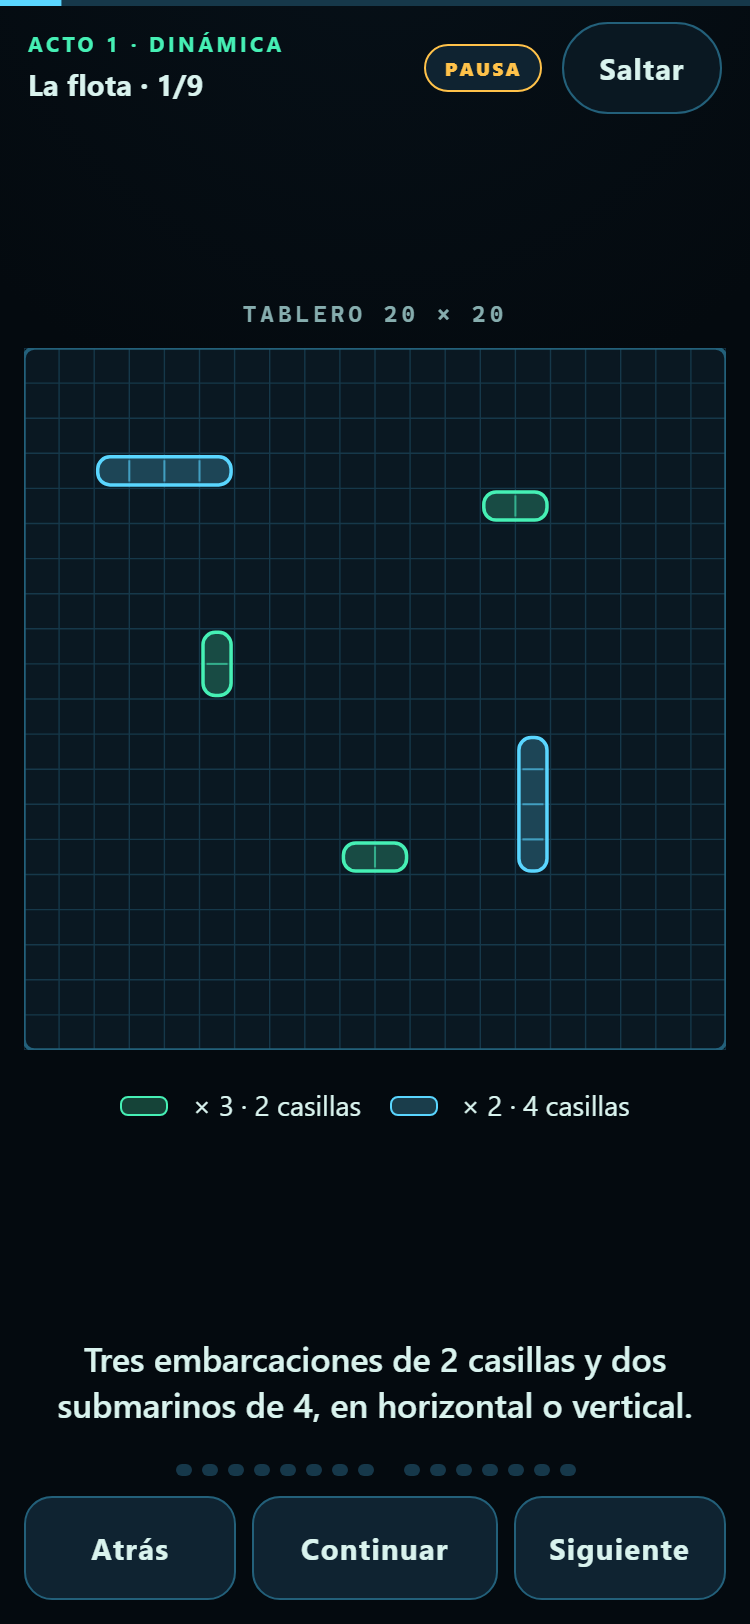 ACTO 1 · DINÁMICA
La flota · 1/9
PAUSA
Saltar
TABLERO 20 × 20
× 3 · 2 casillas
× 2 · 4 casillas
Tres embarcaciones de 2 casillas y dos
submarinos de 4, en horizontal o vertical.
Atrás
Continuar
Siguiente